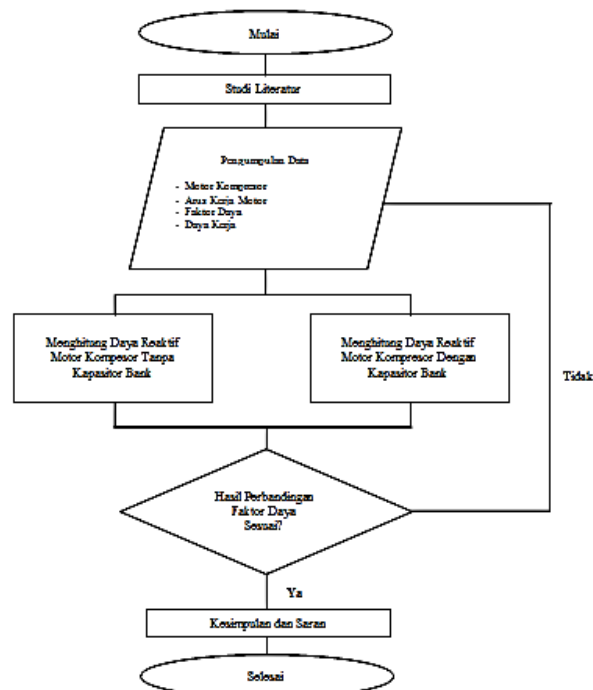 Mulai
Studi Literatur
Pengumpulan Data
- Motor Kompresor
- Arus Kerja Motor
- Faktor Daya
- Daya Kerja
Menghitung Daya Reaktif
Motor Kompesor Tanpa
Kapasitor Bank
Menghitung Daya Reaktif
Motor Kompresor Dengan
Kapasitor Bank
Tidak
Hasil Perbandingan
Faktor Daya
Sesuai?
Ya
Kesimpulan dan Saran
Selesai